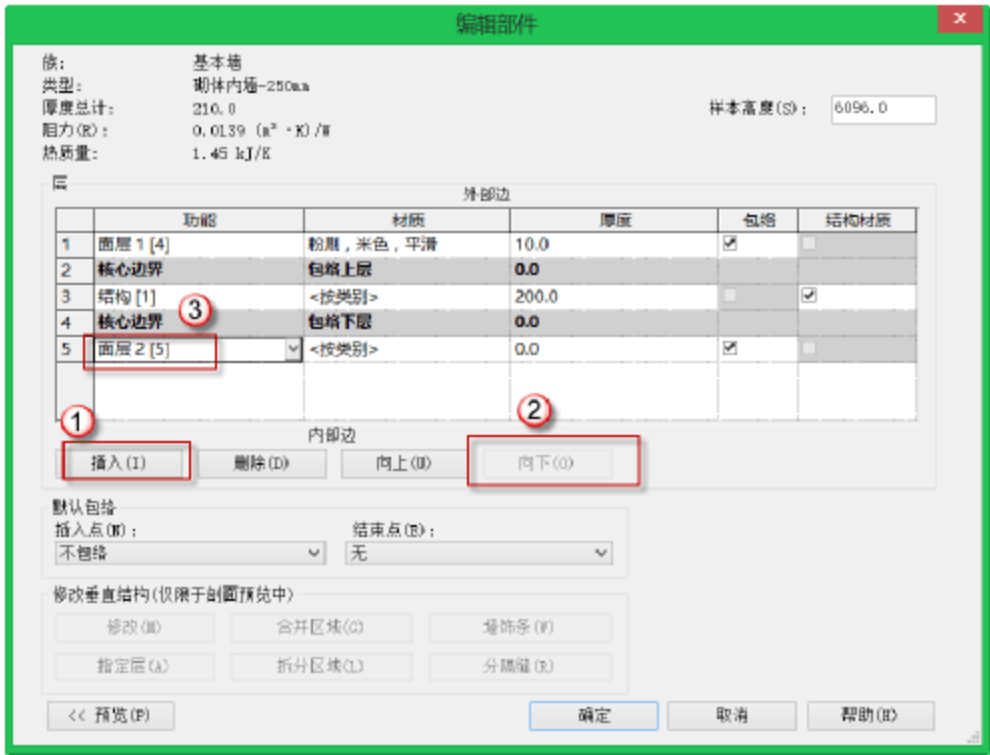 编辑部件
族： 基本墙
类型： 砌体内墙-250mm
厚度总计： 210.0 样本高度(S)： 6096.0
阻力(R)： 0.0139 (m²·K)/W
热质量： 1.45 kJ/K
层
外部边
功能 材质 厚度 包络 结构材质
1 面层 1 [4] 粉刷，米色，平滑 10.0
2 核心边界 包络上层 0.0
3 结构 [1] <按类别> 200.0
3
4 核心边界 包络下层 0.0
5 面层 2 [5] <按类别> 0.0
1 2
内部边
插入(I) 删除(D) 向上(U) 向下(O)
默认包络
插入点(N)： 结束点(E)：
不包络 无
修改垂直结构(仅限于剖面预览中)
修改(M) 合并区域(G) 墙饰条(W)
指定层(A) 拆分区域(L) 分隔缝(R)
<< 预览(P) 确定 取消 帮助(H)